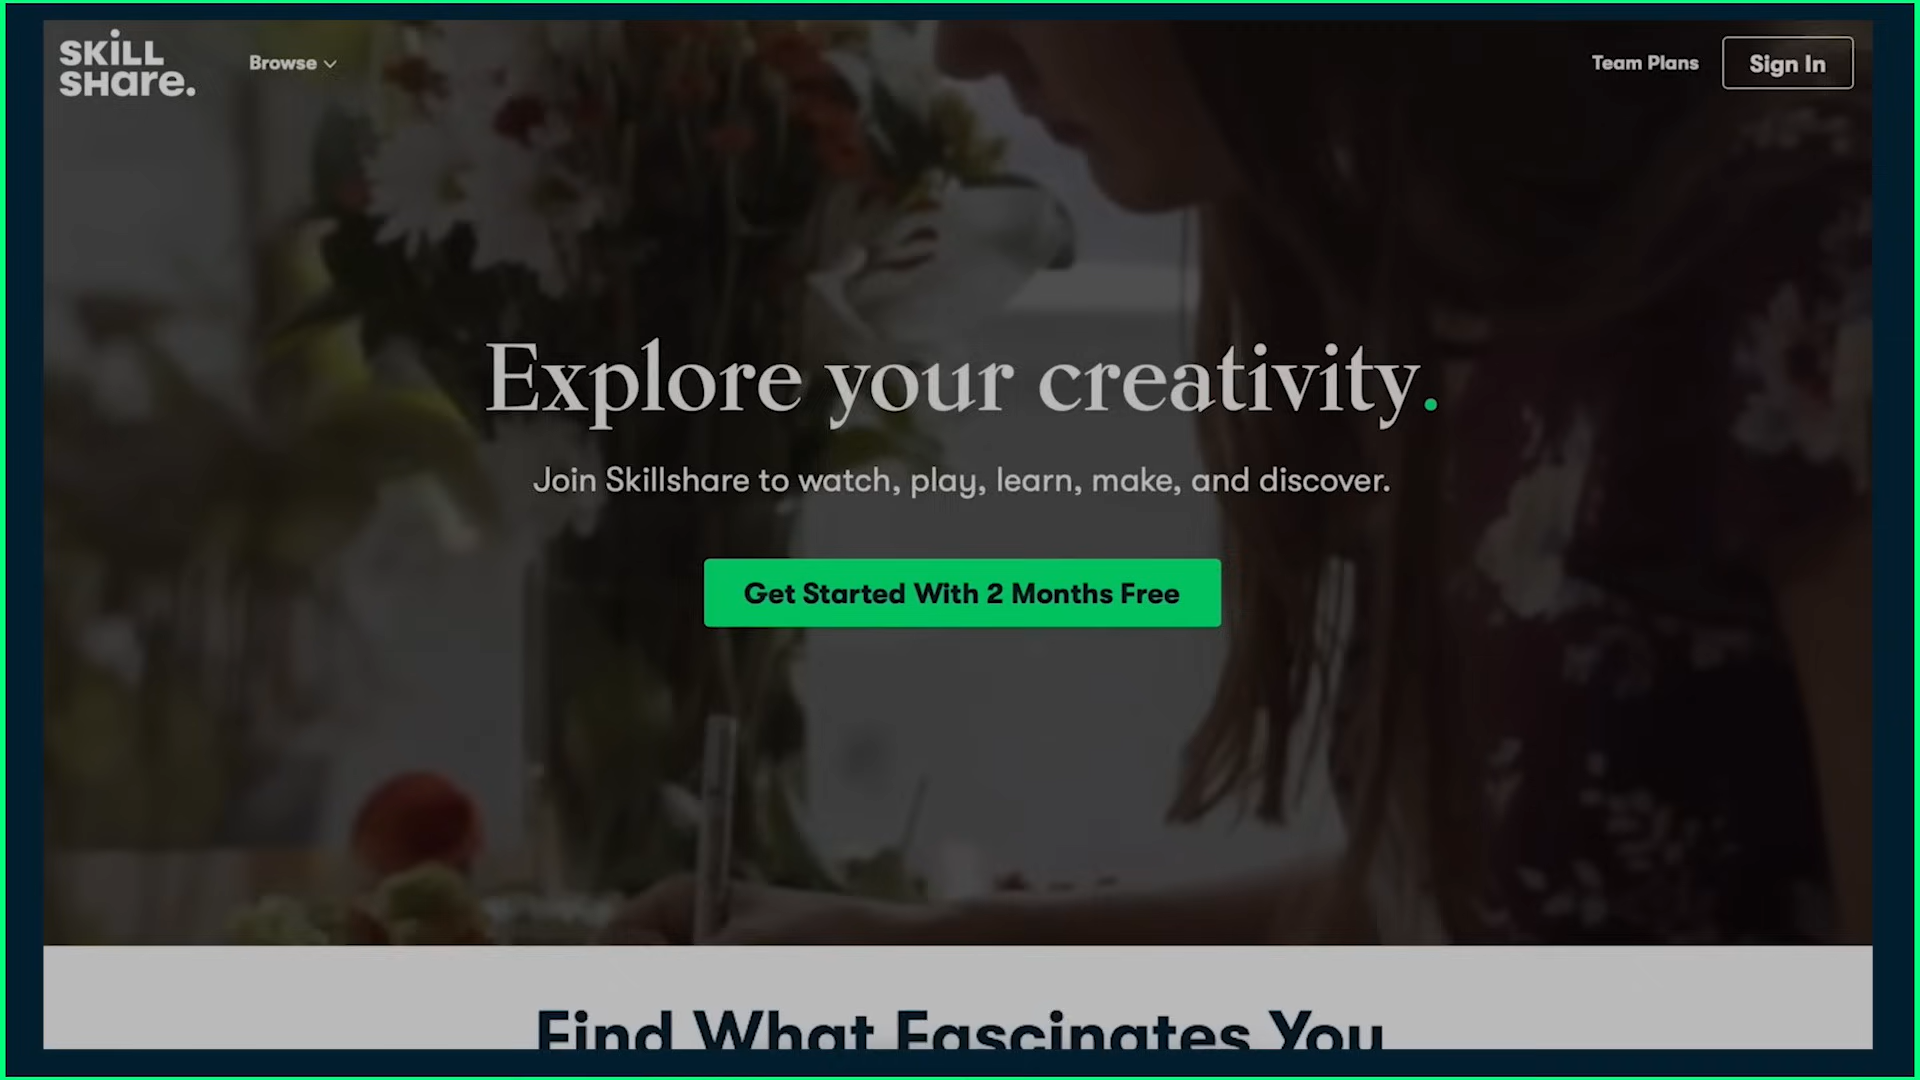 SKILL
SHare.
Browse
Team Plans
Sign In
Explore your creativity.
Join Skillshare to watch, play, learn, make, and discover.
Get Started With 2 Months Free
Find What Fascinates You